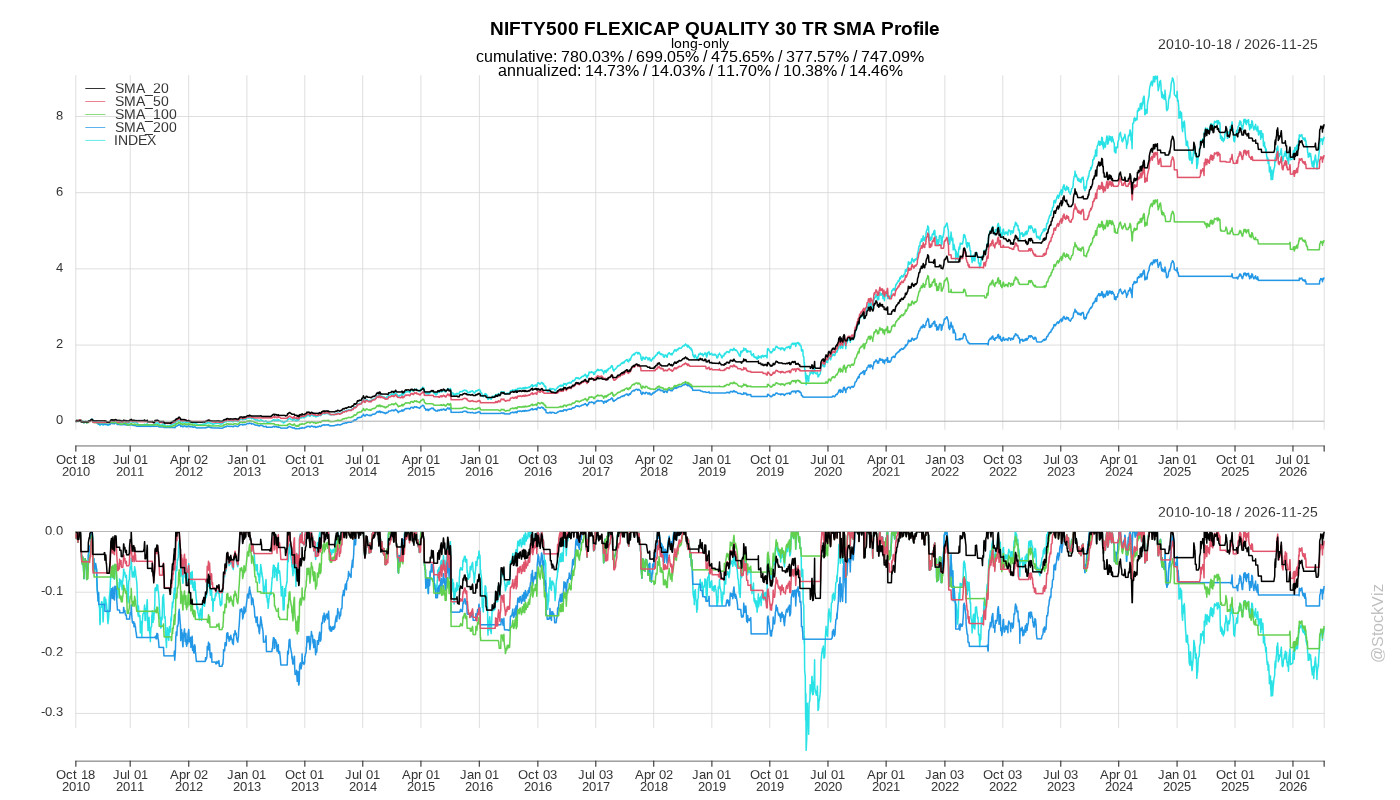 NIFTY500 FLEXICAP QUALITY 30 TR SMA Profile
long-only
cumulative: 780.03% / 699.05% / 475.65% / 377.57% / 747.09%
annualized: 14.73% / 14.03% / 11.70% / 10.38% / 14.46%
2010-10-18 / 2026-11-25
SMA_20
SMA_50
SMA_100
SMA_200
INDEX
8
6
4
2
0
Oct 18 Jul 01 Apr 02 Jan 01 Oct 01 Jul 01 Apr 01 Jan 01 Oct 03 Jul 03 Apr 02 Jan 01 Oct 01 Jul 01 Apr 01 Jan 03 Oct 03 Jul 03 Apr 01 Jan 01 Oct 01 Jul 01
2010 2011 2012 2013 2013 2014 2015 2016 2016 2017 2018 2019 2019 2020 2021 2022 2022 2023 2024 2025 2025 2026
2010-10-18 / 2026-11-25
0.0
-0.1
-0.2
-0.3
Oct 18 Jul 01 Apr 02 Jan 01 Oct 01 Jul 01 Apr 01 Jan 01 Oct 03 Jul 03 Apr 02 Jan 01 Oct 01 Jul 01 Apr 01 Jan 03 Oct 03 Jul 03 Apr 01 Jan 01 Oct 01 Jul 01
2010 2011 2012 2013 2013 2014 2015 2016 2016 2017 2018 2019 2019 2020 2021 2022 2022 2023 2024 2025 2025 2026
@StockViz